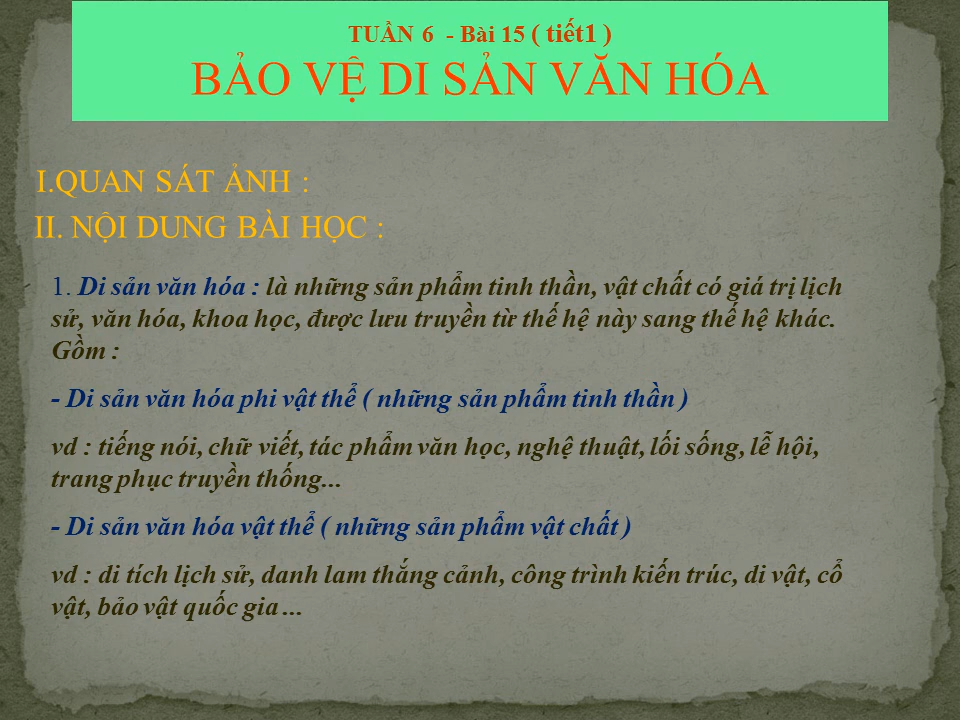 TUẦN 6 - Bài 15 ( tiết1 )
BẢO VỆ DI SẢN VĂN HÓA
I.QUAN SÁT ẢNH :
II. NỘI DUNG BÀI HỌC :
1. Di sản văn hóa : là những sản phẩm tinh thần, vật chất có giá trị lịch
sử, văn hóa, khoa học, được lưu truyền từ thế hệ này sang thế hệ khác.
Gồm :
- Di sản văn hóa phi vật thể ( những sản phẩm tinh thần )
vd : tiếng nói, chữ viết, tác phẩm văn học, nghệ thuật, lối sống, lễ hội,
trang phục truyền thống...
- Di sản văn hóa vật thể ( những sản phẩm vật chất )
vd : di tích lịch sử, danh lam thắng cảnh, công trình kiến trúc, di vật, cổ
vật, bảo vật quốc gia ...